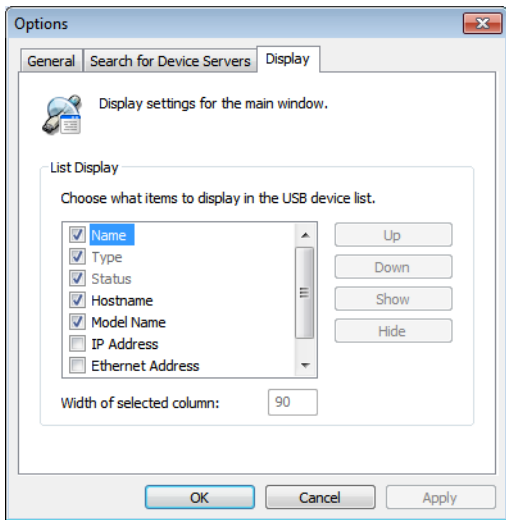 Options
General Search for Device Servers Display
Display settings for the main window.
List Display
Choose what items to display in the USB device list.
Name
Type
Status
Hostname
Model Name
IP Address
Ethernet Address
Up
Down
Show
Hide
Width of selected column: 90
OK Cancel Apply